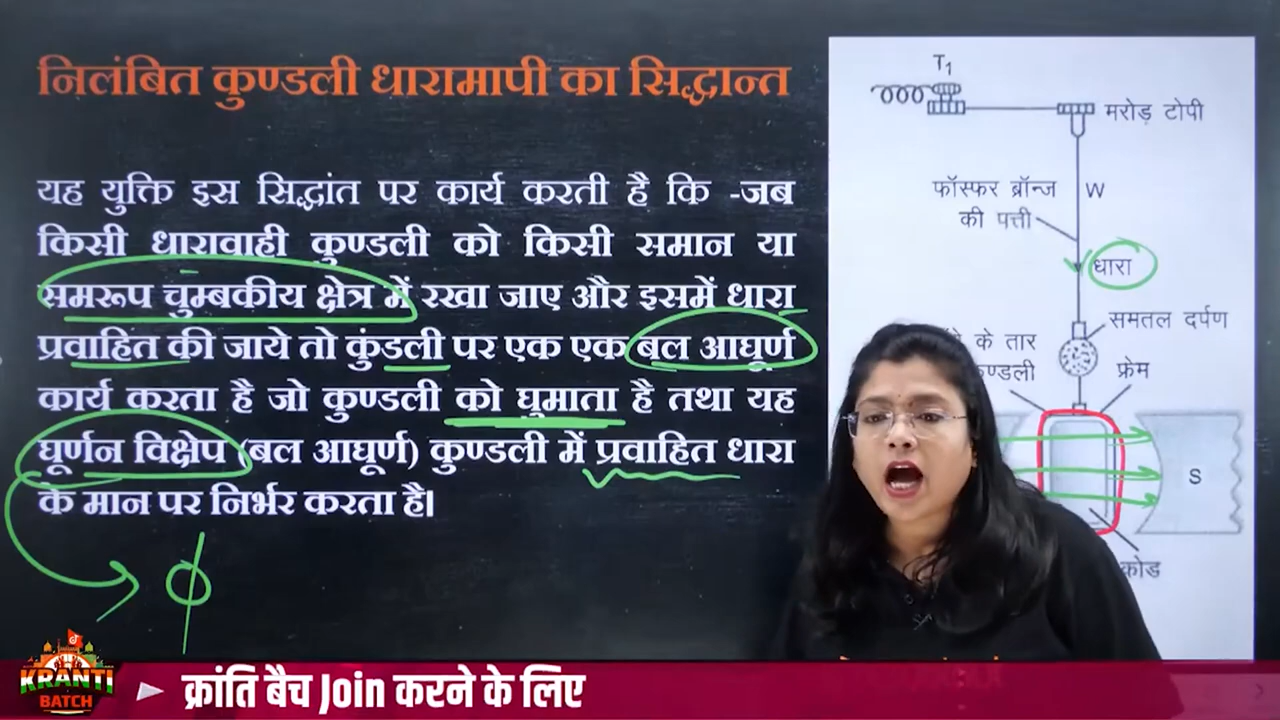 निलंबित कुण्डली धारामापी का सिद्धान्त
यह युक्ति इस सिद्धांत पर कार्य करती है कि -जब
किसी धारावाही कुण्डली को किसी समान या
समरूप चुम्बकीय क्षेत्र में रखा जाए और इसमें धारा
प्रवाहित की जाये तो कुंडली पर एक एक बल आघूर्ण
कार्य करता है जो कुण्डली को घुमाता है तथा यह
घूर्णन विक्षेप (बल आघूर्ण) कुण्डली में प्रवाहित धारा
के मान पर निर्भर करता है।
ϕ
T1
मरोड़ टोपी
फॉस्फर ब्रॉन्ज
की पत्ती
W
धारा
समतल दर्पण
के तार
फ्रेम
S
क्रोड
KRANTI
BATCH
क्रांति बैच Join करने के लिए